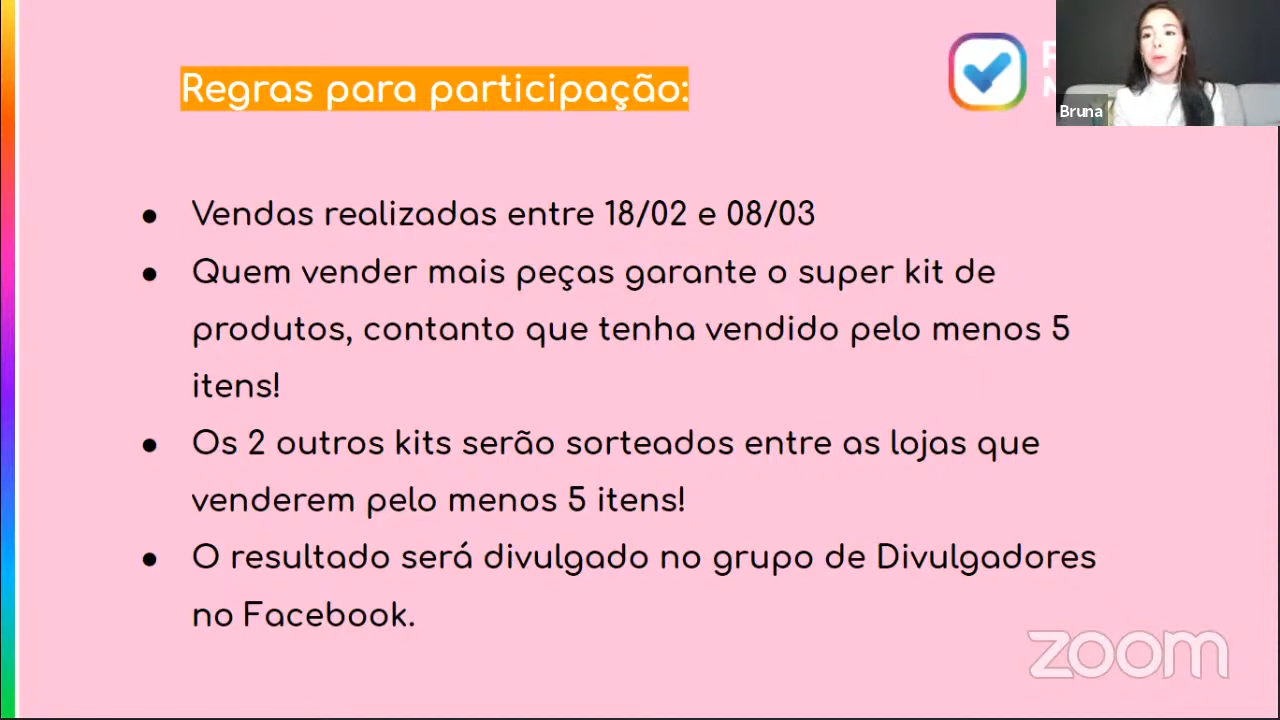 Regras para participação:
Bruna
● Vendas realizadas entre 18/02 e 08/03
● Quem vender mais peças garante o super kit de
produtos, contanto que tenha vendido pelo menos 5
itens!
● Os 2 outros kits serão sorteados entre as lojas que
venderem pelo menos 5 itens!
● O resultado será divulgado no grupo de Divulgadores
no Facebook.
zoom